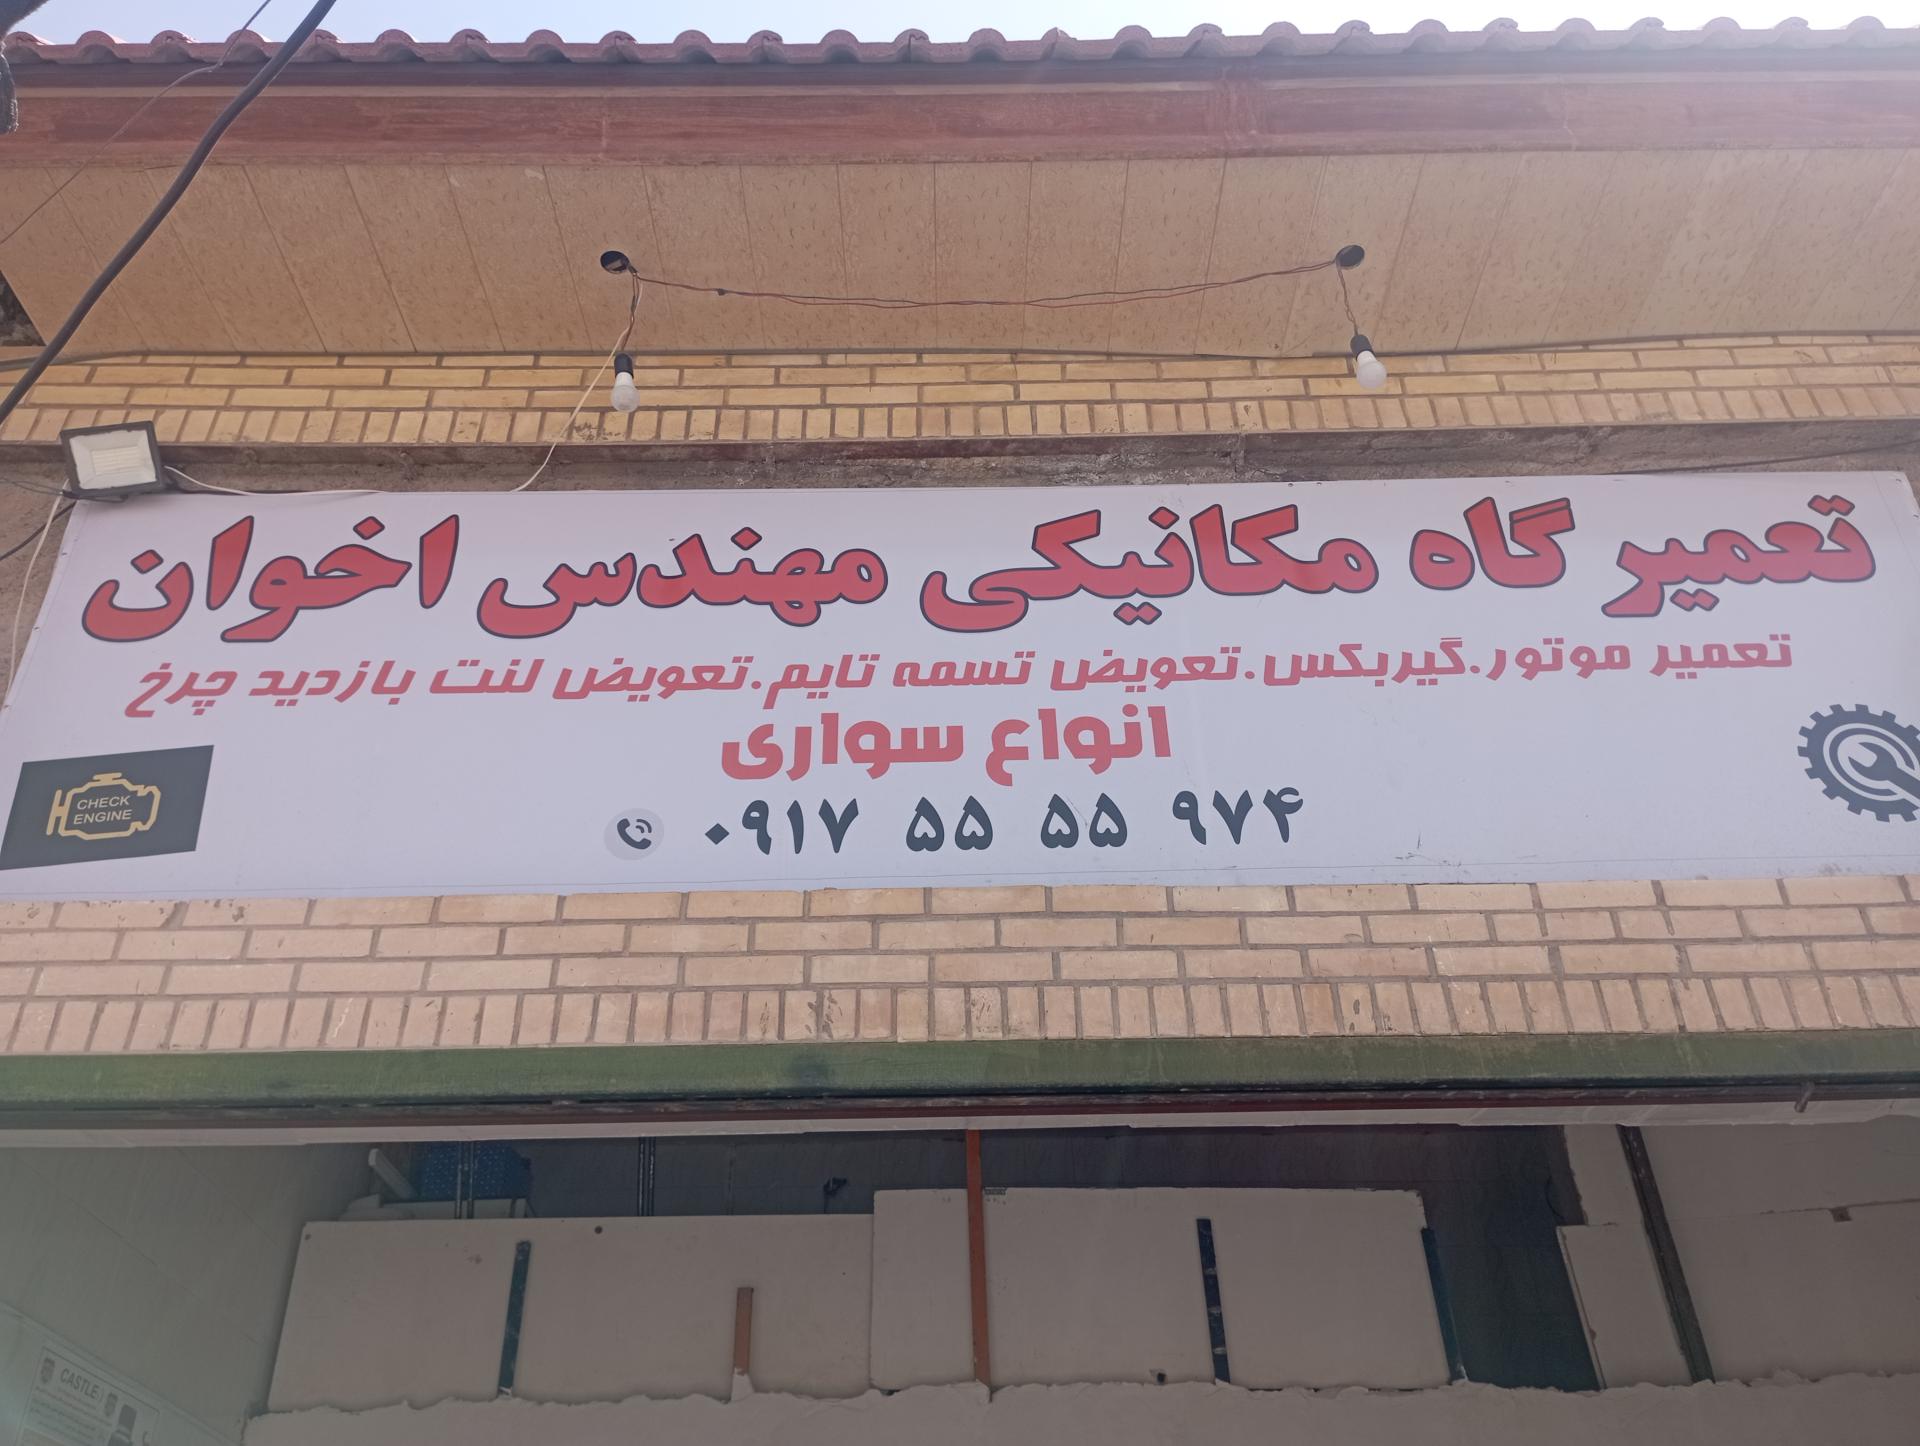 تعمیر گاه مکانیکی مهندس اخوان
تعمیر موتور.گیربکس.تعویض تسمه تایم.تعویض لنت بازدید چرخ
انواع سواری
۰۹۱۷ ۵۵ ۵۵ ۹۷۴
CHECK
ENGINE
CASTLE